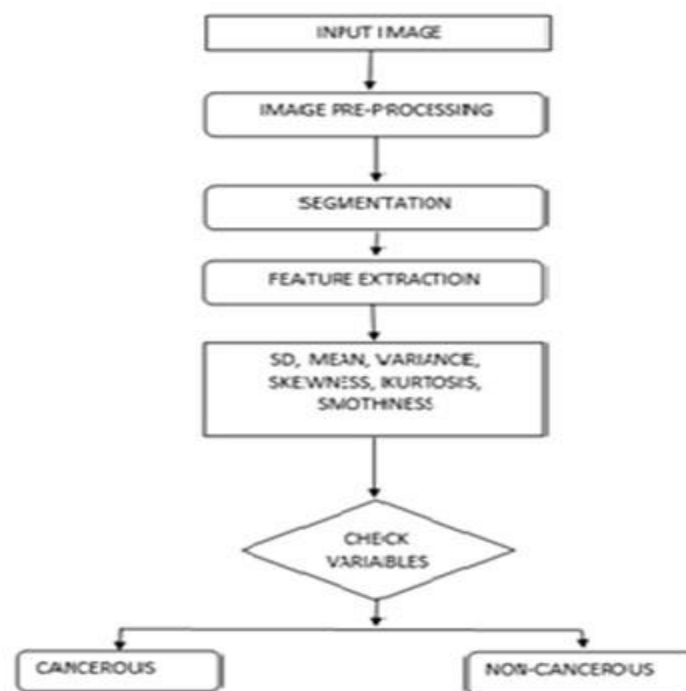 INPUT IMAGE
IMAGE PRE-PROCESSING
SEGMENTATION
FEATURE EXTRACTION
SD, MEAN, VARIANCE,
SKEWNESS, KURTOSIS,
SMOTHINESS
CHECK
VARIABLES
CANCEROUS
NON-CANCEROUS